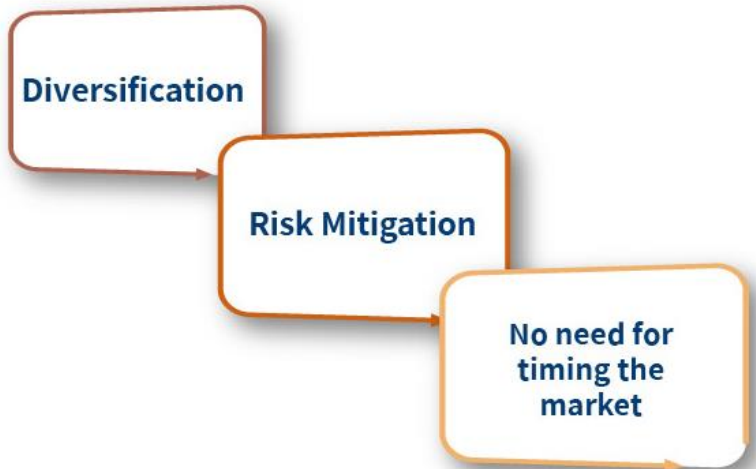 Diversification
Risk Mitigation
No need for
timing the
market